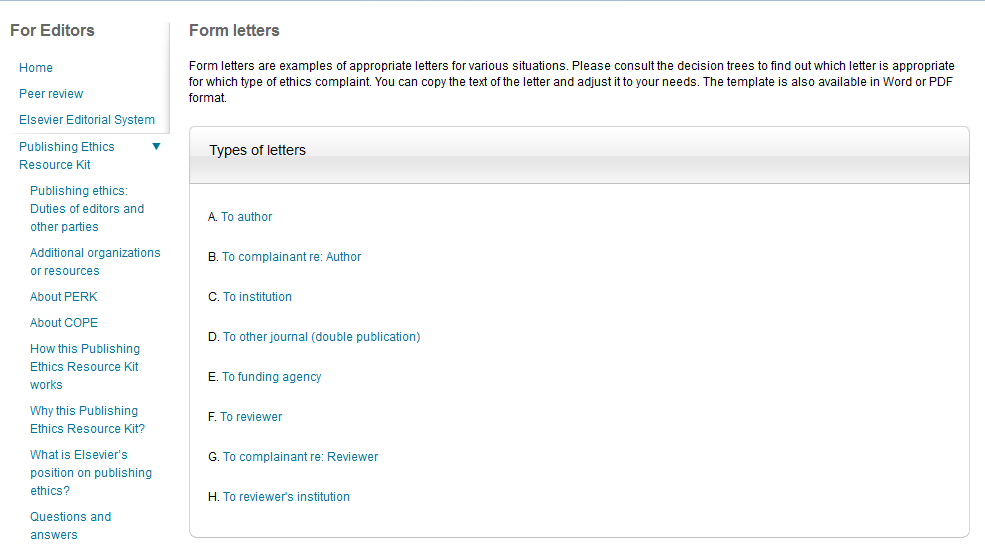 For Editors
Home
Peer review
Elsevier Editorial System
Publishing Ethics
Resource Kit
Publishing ethics:
Duties of editors and
other parties
Additional organizations
or resources
About PERK
About COPE
How this Publishing
Ethics Resource Kit
works
Why this Publishing
Ethics Resource Kit?
What is Elsevier's
position on publishing
ethics?
Questions and
answers
Form letters
Form letters are examples of appropriate letters for various situations. Please consult the decision trees to find out which letter is appropriate
for which type of ethics complaint. You can copy the text of the letter and adjust it to your needs. The template is also available in Word or PDF
format.
Types of letters
A. To author
B. To complainant re: Author
C. To institution
D. To other journal (double publication)
E. To funding agency
F. To reviewer
G. To complainant re: Reviewer
H. To reviewer's institution